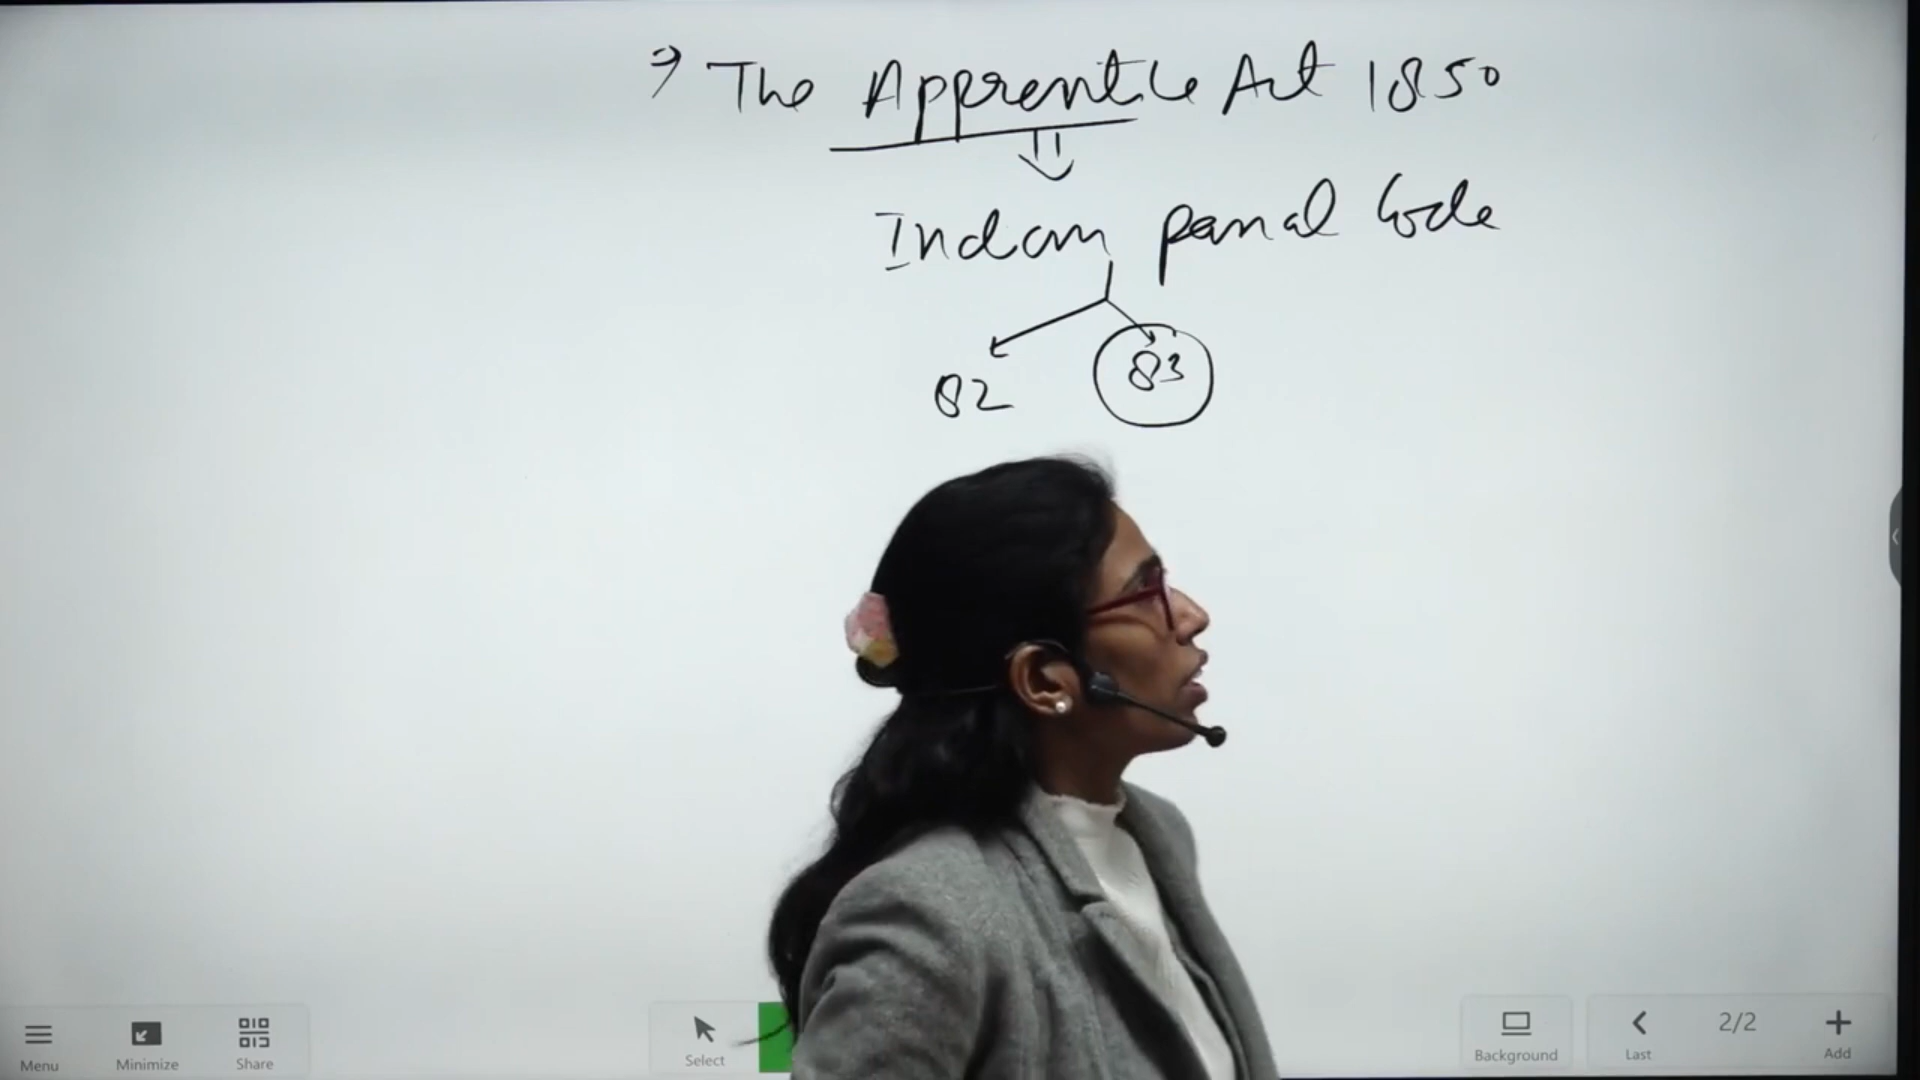 The Apprentice Act 1850
Indian penal Code
82 83
Menu Minimize Share Select Background Last 2/2 Add